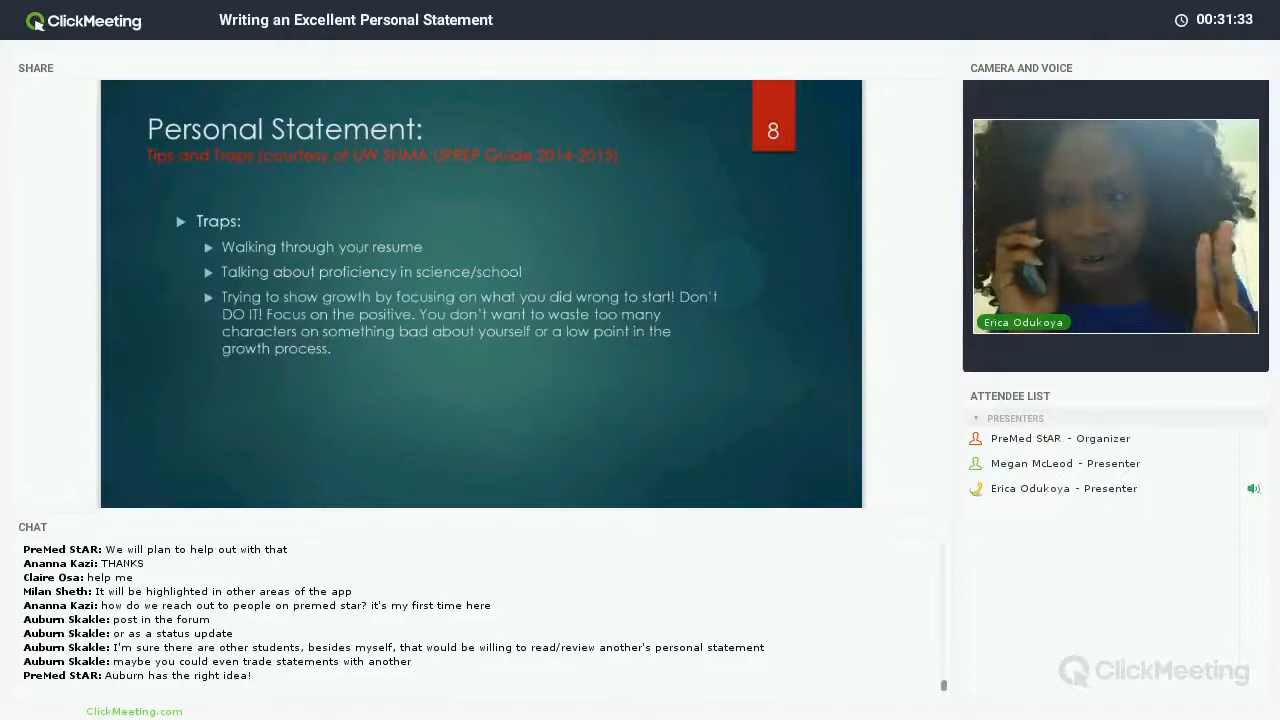 ClickMeeting
Writing an Excellent Personal Statement
00:31:33
SHARE
Personal Statement:
8
Tips and Traps (courtesy of UW SNMA UPREP Guide 2014-2015)
Traps:
Walking through your resume
Talking about proficiency in science/school
Trying to show growth by focusing on what you did wrong to start! Don't
DO IT! Focus on the positive. You don't want to waste too many
characters on something bad about yourself or a low point in the
growth process.
CAMERA AND VOICE
Erica Odukoya
ATTENDEE LIST
PRESENTERS
PreMed StAR - Organizer
Megan McLeod - Presenter
Erica Odukoya - Presenter
CHAT
PreMed StAR: We will plan to help out with that
Ananna Kazi: THANKS
Claire Osa: help me
Milan Sheth: It will be highlighted in other areas of the app
Ananna Kazi: how do we reach out to people on premed star? it's my first time here
Auburn Skakle: post in the forum
Auburn Skakle: or as a status update
Auburn Skakle: I'm sure there are other students, besides myself, that would be willing to read/review another's personal statement
Auburn Skakle: maybe you could even trade statements with another
PreMed StAR: Auburn has the right idea!
ClickMeeting
ClickMeeting.com